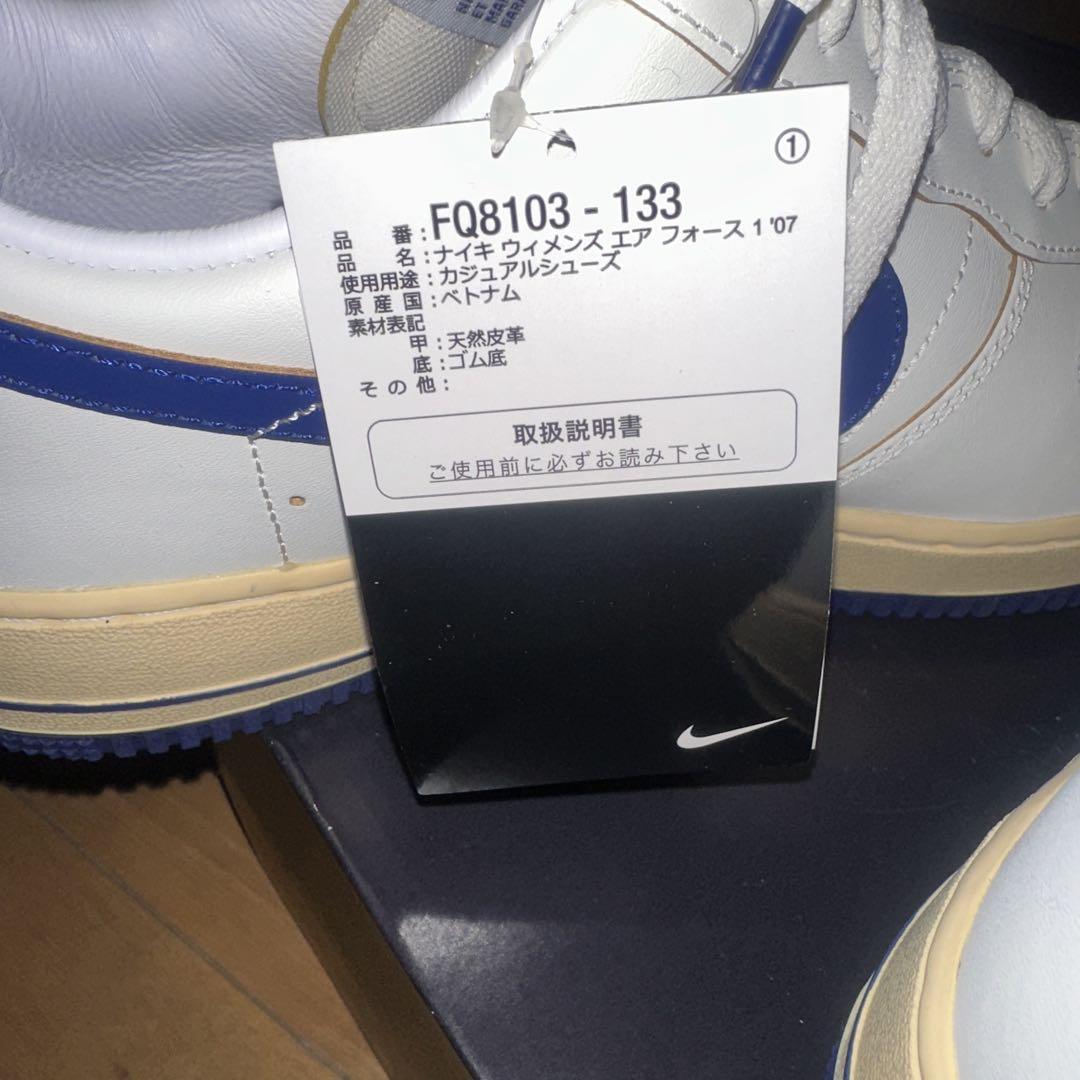 ①
品番：FQ8103 - 133
品名：ナイキ ウィメンズ エア フォース 1 '07
使用用途：カジュアルシューズ
原産国：ベトナム
素材表記
甲：天然皮革
底：ゴム底
その他：
取扱説明書
ご使用前に必ずお読み下さい